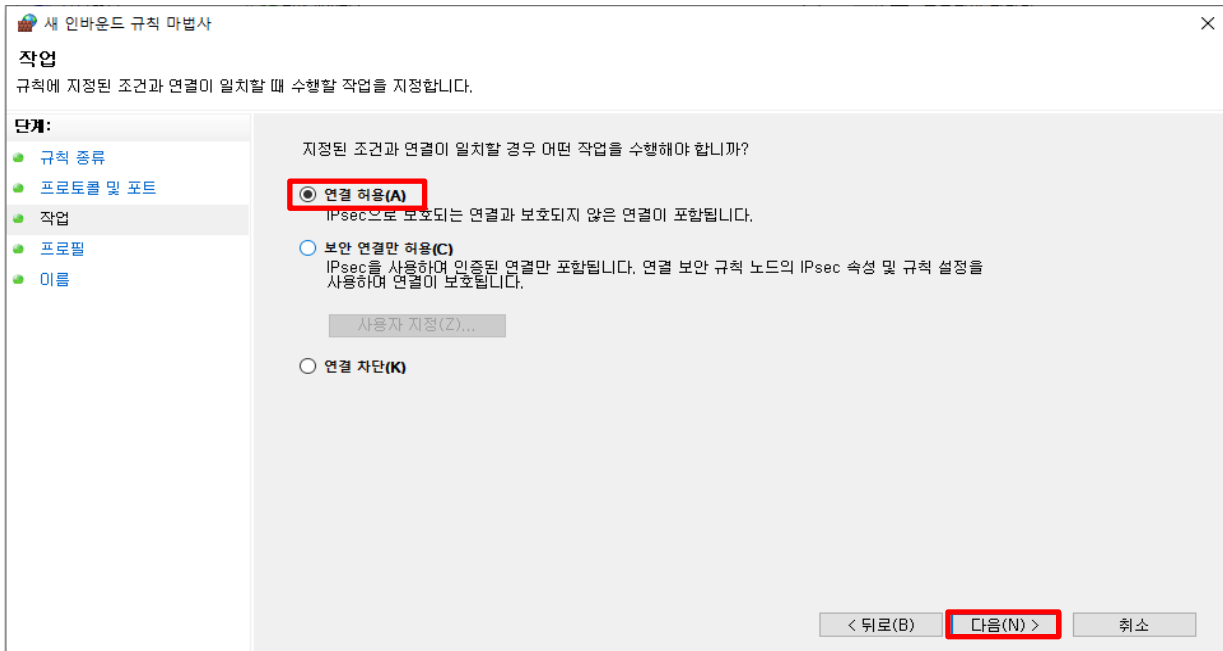 새 인바운드 규칙 마법사
작업
규칙에 지정된 조건과 연결이 일치할 때 수행할 작업을 지정합니다.
단계:
규칙 종류
프로토콜 및 포트
작업
프로필
이름
지정된 조건과 연결이 일치할 경우 어떤 작업을 수행해야 합니까?
연결 허용(A)
IPsec으로 보호되는 연결과 보호되지 않은 연결이 포함됩니다.
보안 연결만 허용(C)
IPsec을 사용하여 인증된 연결만 포함됩니다. 연결 보안 규칙 노드의 IPsec 속성 및 규칙 설정을
사용하여 연결이 보호됩니다.
사용자 지정(Z)...
연결 차단(K)
< 뒤로(B) 다음(N) > 취소